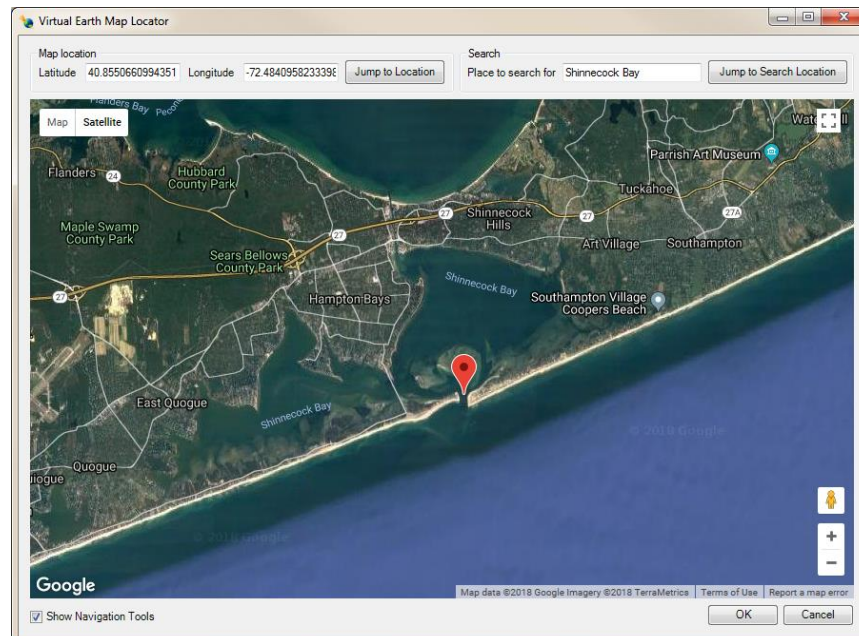 Virtual Earth Map Locator
Map location
Latitude 40.8550660994351 Longitude -72.4840958233398 Jump to Location
Search
Place to search for Shinnecock Bay Jump to Search Location
Map Satellite
Flanders Bay
Parrish Art Museum
Flanders
24
Hubbard
County Park
Tuckahoe
27
Shinnecock
Hills
27
27A
Maple Swamp
County Park
27
Sears Bellows
County Park
Art Village
Southampton
Shinnecock Bay
27
Hampton Bays
Southampton Village
Coopers Beach
East Quogue
Shinnecock Bay
© 2018 Google
Quogue
© 2018 Google
Google
Map data ©2018 Google Imagery ©2018 TerraMetrics Terms of Use Report a map error
Show Navigation Tools
OK Cancel